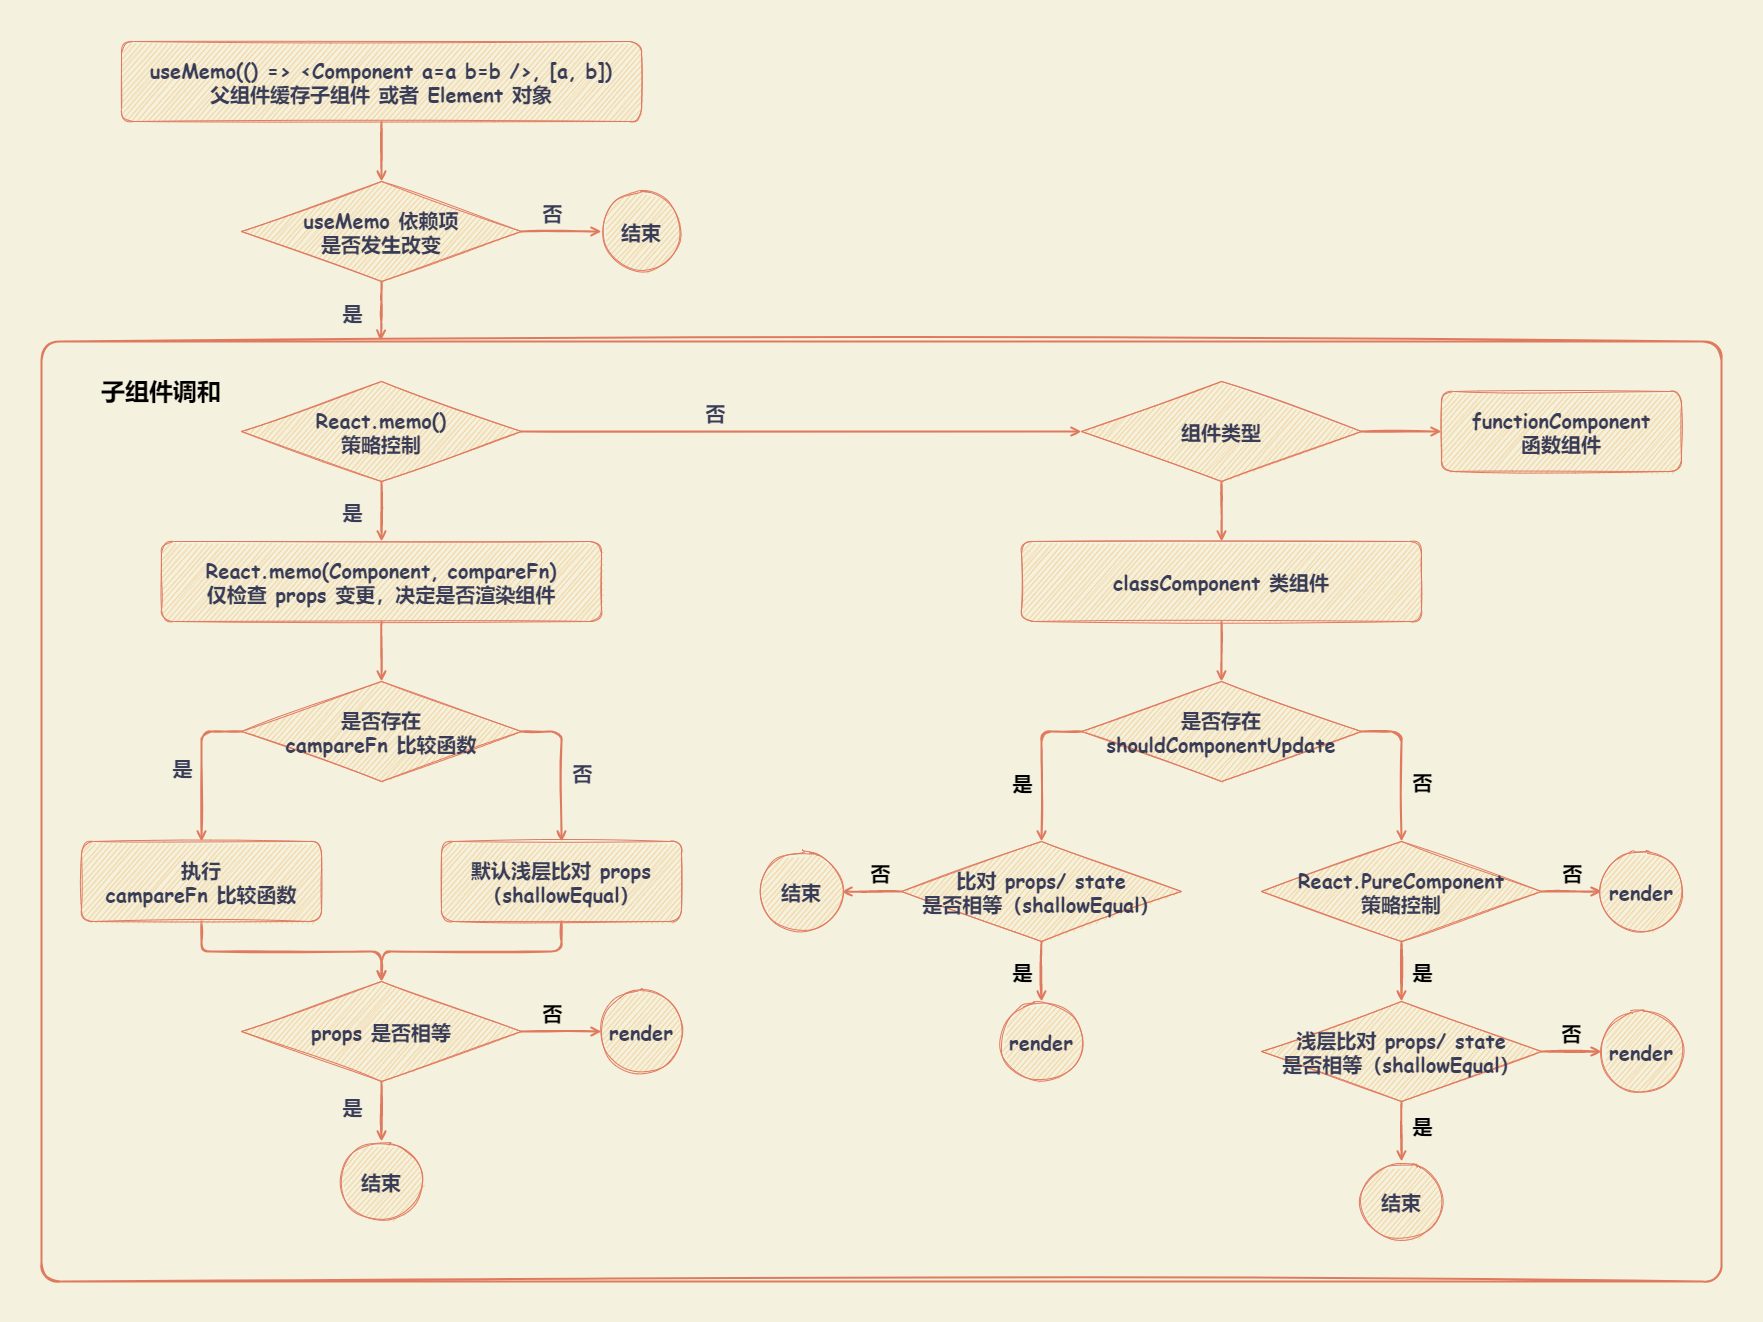 useMemo(() => <Component a=a b=b />, [a, b])
父组件缓存子组件 或者 Element 对象
useMemo 依赖项
是否发生改变
否
结束
是
子组件调和
React.memo()
策略控制
否
组件类型
functionComponent
函数组件
是
React.memo(Component, compareFn)
仅检查 props 变更，决定是否渲染组件
classComponent 类组件
是否存在
campareFn 比较函数
是
否
是否存在
shouldComponentUpdate
是
否
执行
campareFn 比较函数
默认浅层比对 props
(shallowEqual)
结束
否
比对 props/ state
是否相等（shallowEqual）
React.PureComponent
策略控制
否
render
props 是否相等
否
render
是
render
是
浅层比对 props/ state
是否相等（shallowEqual）
否
render
是
结束
是
结束